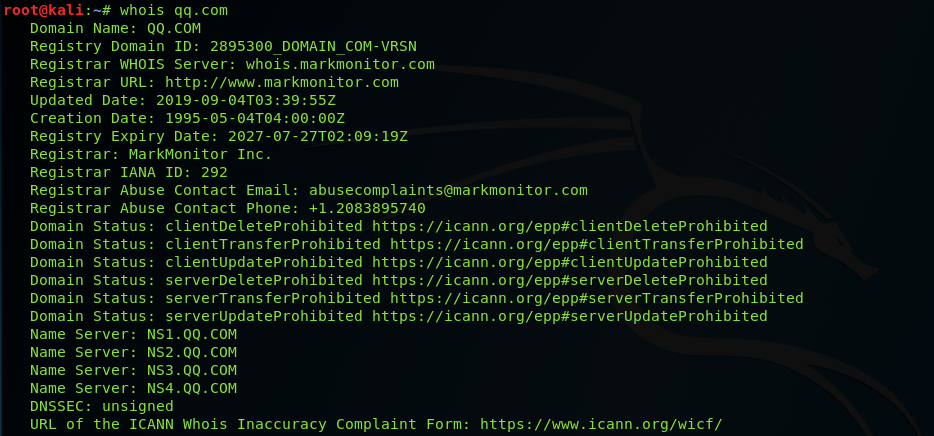 root@kali:~# whois qq.com
Domain Name: QQ.COM
Registry Domain ID: 2895300_DOMAIN_COM-VRSN
Registrar WHOIS Server: whois.markmonitor.com
Registrar URL: http://www.markmonitor.com
Updated Date: 2019-09-04T03:39:55Z
Creation Date: 1995-05-04T04:00:00Z
Registry Expiry Date: 2027-07-27T02:09:19Z
Registrar: MarkMonitor Inc.
Registrar IANA ID: 292
Registrar Abuse Contact Email: abusecomplaints@markmonitor.com
Registrar Abuse Contact Phone: +1.2083895740
Domain Status: clientDeleteProhibited https://icann.org/epp#clientDeleteProhibited
Domain Status: clientTransferProhibited https://icann.org/epp#clientTransferProhibited
Domain Status: clientUpdateProhibited https://icann.org/epp#clientUpdateProhibited
Domain Status: serverDeleteProhibited https://icann.org/epp#serverDeleteProhibited
Domain Status: serverTransferProhibited https://icann.org/epp#serverTransferProhibited
Domain Status: serverUpdateProhibited https://icann.org/epp#serverUpdateProhibited
Name Server: NS1.QQ.COM
Name Server: NS2.QQ.COM
Name Server: NS3.QQ.COM
Name Server: NS4.QQ.COM
DNSSEC: unsigned
URL of the ICANN Whois Inaccuracy Complaint Form: https://www.icann.org/wicf/